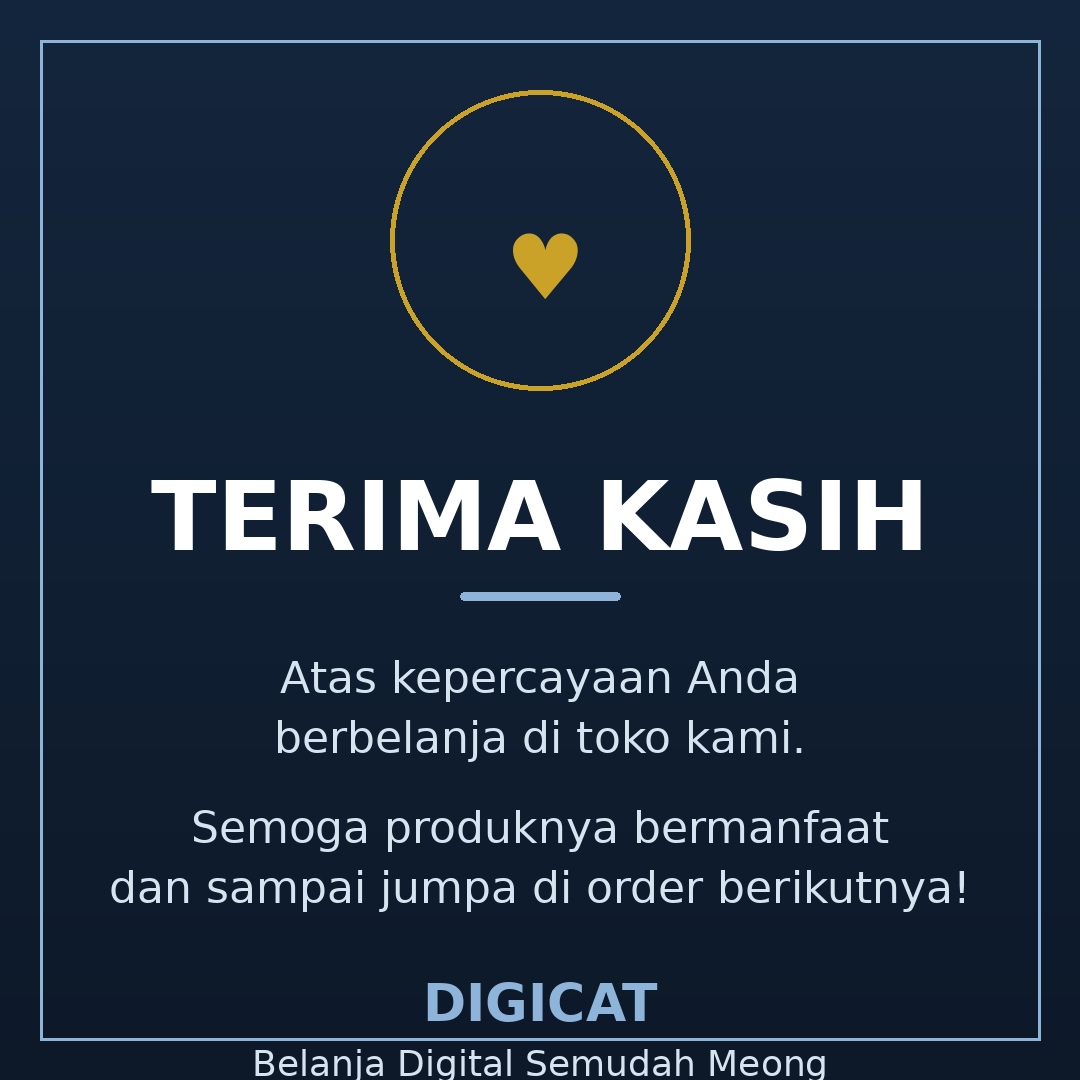 TERIMA KASIH
Atas kepercayaan Anda
berbelanja di toko kami.
Semoga produknya bermanfaat
dan sampai jumpa di order berikutnya!
DIGICAT
Belanja Digital Semudah Meong